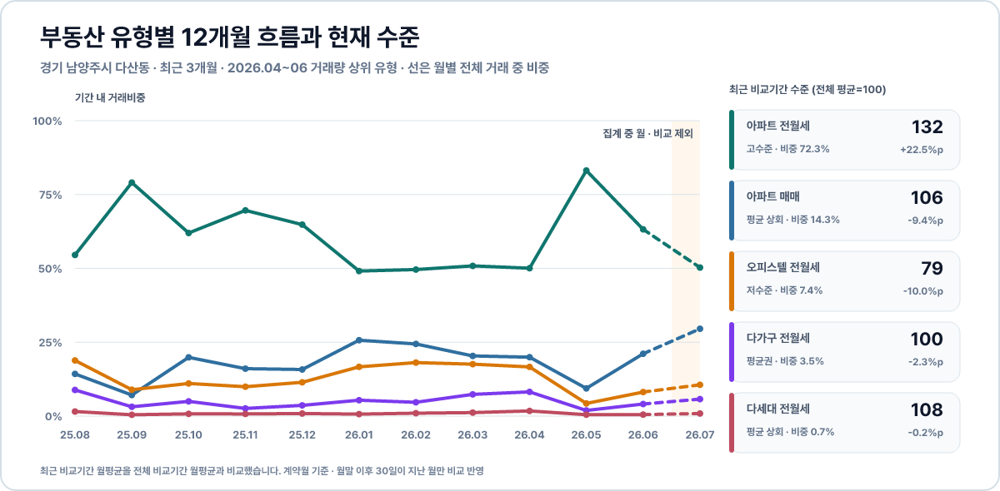 부동산 유형별 12개월 흐름과 현재 수준
경기 남양주시 다산동 · 최근 3개월 · 2026.04~06 거래량 상위 유형 · 선은 월별 전체 거래 중 비중
기간 내 거래비중
100%
75%
50%
25%
0%
집계 중 월 · 비교 제외
25.08 25.09 25.10 25.11 25.12 26.01 26.02 26.03 26.04 26.05 26.06 26.07
최근 비교기간 수준 (전체 평균=100)
아파트 전월세 132
고수준 · 비중 72.3% +22.5%p
아파트 매매 106
평균 상회 · 비중 14.3% -9.4%p
오피스텔 전월세 79
저수준 · 비중 7.4% -10.0%p
다가구 전월세 100
평균권 · 비중 3.5% -2.3%p
다세대 전월세 108
평균 상회 · 비중 0.7% -0.2%p
최근 비교기간 월평균을 전체 비교기간 월평균과 비교했습니다. 계약월 기준 · 월말 이후 30일이 지난 월만 비교 반영